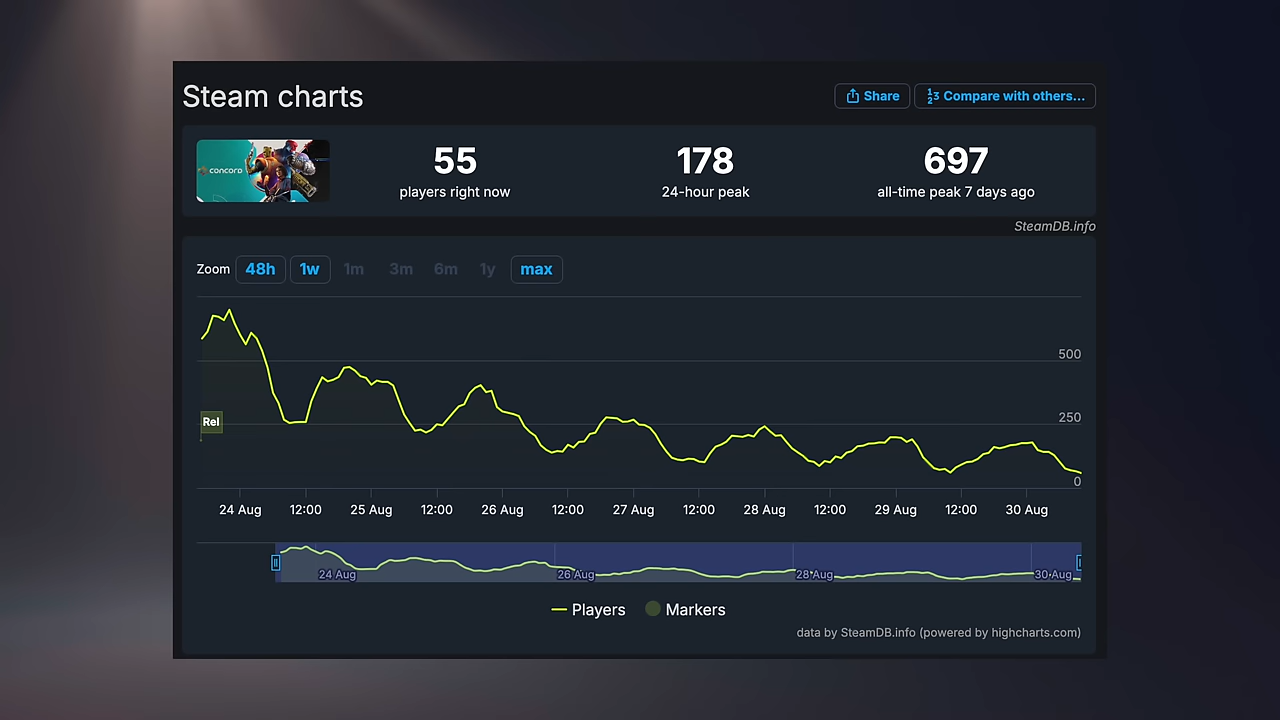 Steam charts
Share
Compare with others...
CONCORD
55
players right now
178
24-hour peak
697
all-time peak 7 days ago
SteamDB.info
Zoom 48h 1w 1m 3m 6m 1y max
500
250
0
Rel
24 Aug 12:00 25 Aug 12:00 26 Aug 12:00 27 Aug 12:00 28 Aug 12:00 29 Aug 12:00 30 Aug
24 Aug 26 Aug 28 Aug 30 Aug
Players Markers
data by SteamDB.info (powered by highcharts.com)